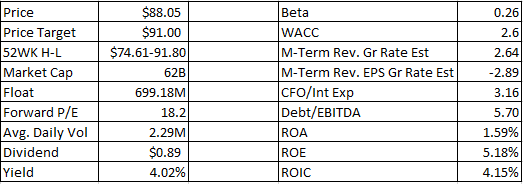 Price $88.05 Beta 0.26
Price Target $91.00 WACC 2.6
52WK H-L $74.61-91.80 M-Term Rev. Gr Rate Est 2.64
Market Cap 62B M-Term Rev. EPS Gr Rate Est -2.89
Float 699.18M CFO/Int Exp 3.16
Forward P/E 18.2 Debt/EBITDA 5.70
Avg. Daily Vol 2.29M ROA 1.59%
Dividend $0.89 ROE 5.18%
Yield 4.02% ROIC 4.15%